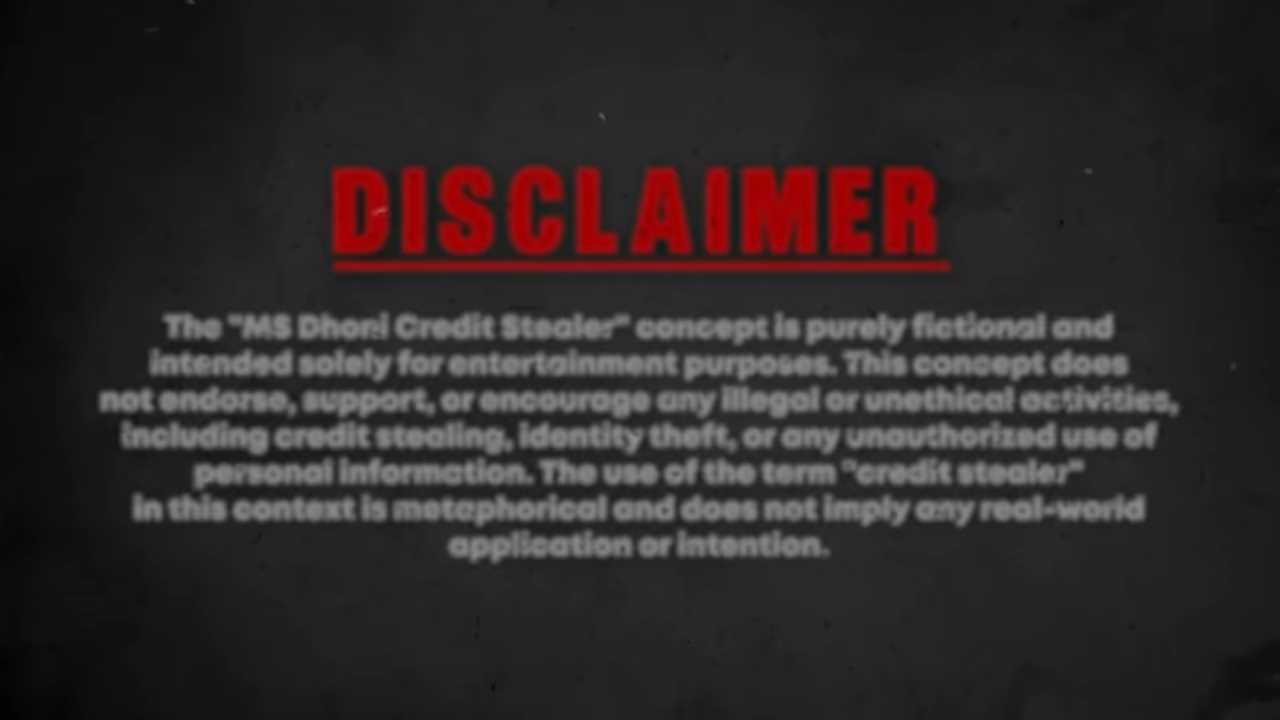 DISCLAIMER
The "MS Dhoni Credit Stealer" concept is purely fictional and
intended solely for entertainment purposes. This concept does
not endorse, support, or encourage any illegal or unethical activities,
including credit stealing, identity theft, or any unauthorized use of
personal information. The use of the term "credit stealer"
in this context is metaphorical and does not imply any real-world
application or intention.